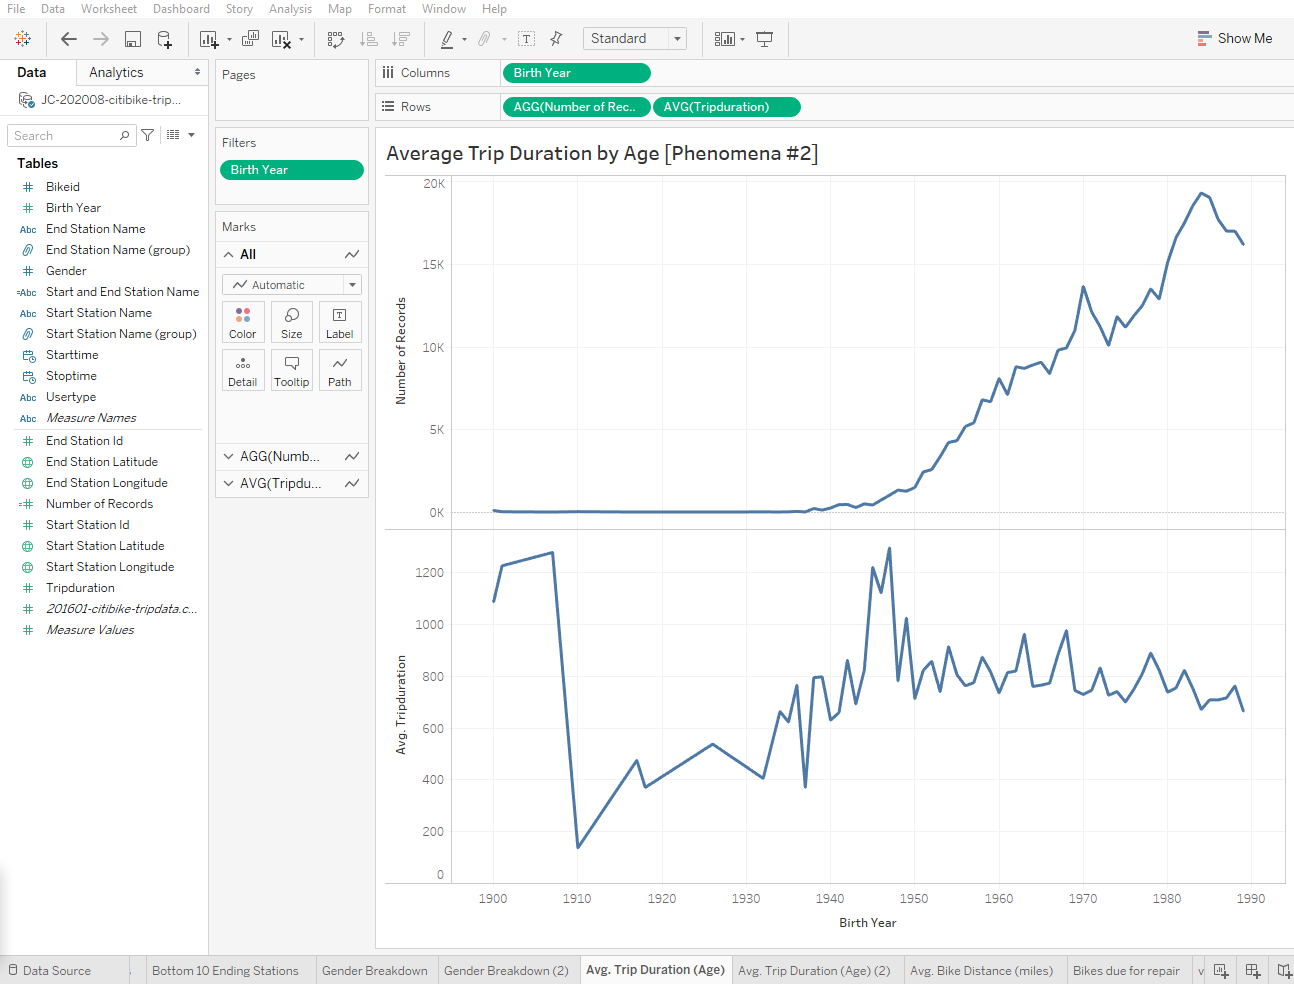 File Data Worksheet Dashboard Story Analysis Map Format Window Help
Standard
Show Me
Data Analytics
JC-202008-citibike-trip...
Search
Tables
Bikeid
Birth Year
Abc End Station Name
End Station Name (group)
Gender
=Abc Start and End Station Name
Abc Start Station Name
Start Station Name (group)
Starttime
Stoptime
Abc Usertype
Abc Measure Names
End Station Id
End Station Latitude
End Station Longitude
Number of Records
Start Station Id
Start Station Latitude
Start Station Longitude
Tripduration
201601-citibike-tripdata.c...
Measure Values
Pages
Filters
Birth Year
Marks
All
Automatic
Color Size Label
Detail Tooltip Path
AGG(Numb...
AVG(Tripdu...
Columns Birth Year
Rows AGG(Number of Rec.. AVG(Tripduration)
Average Trip Duration by Age [Phenomena #2]
20K
15K
10K
5K
0K
Number of Records
1200
1000
800
600
400
200
0
Avg. Tripduration
1900 1910 1920 1930 1940 1950 1960 1970 1980 1990
Birth Year
Data Source Bottom 10 Ending Stations Gender Breakdown Gender Breakdown (2) Avg. Trip Duration (Age) Avg. Trip Duration (Age) (2) Avg. Bike Distance (miles) Bikes due for repair